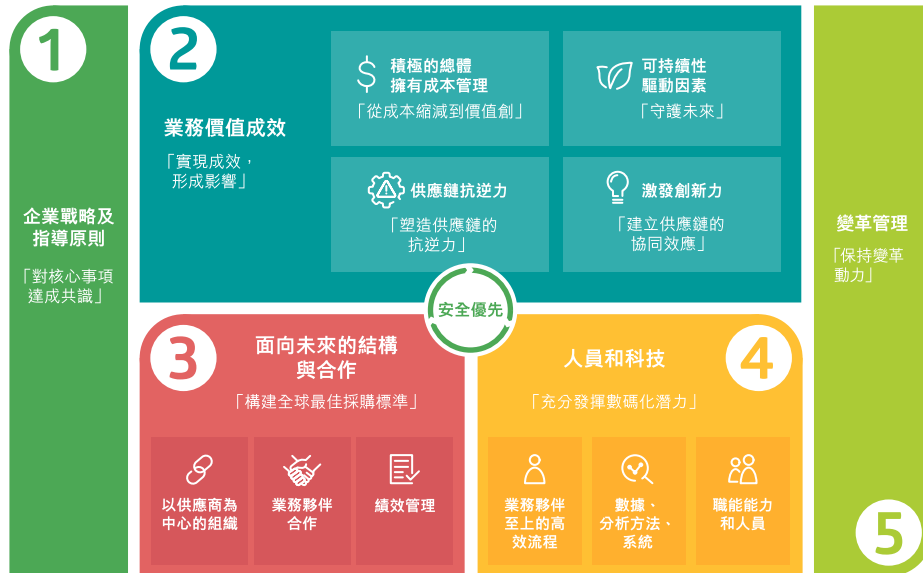 1
企業戰略及
指導原則
「對核心事項
達成共識」
2
業務價值成效
「實現成效，
形成影響」
積極的總體
擁有成本管理
「從成本縮減到價值創」
可持續性
驅動因素
「守護未來」
供應鏈抗逆力
「塑造供應鏈的
抗逆力」
激發創新力
「建立供應鏈的
協同效應」
安全優先
3
面向未來的結構
與合作
「構建全球最佳採購標準」
以供應商為
中心的組織
業務夥伴
合作
績效管理
4
人員和科技
「充分發揮數碼化潛力」
業務夥伴
至上的高
效流程
數據、
分析方法、
系統
職能能力
和人員
變革管理
「保持變革
動力」
5